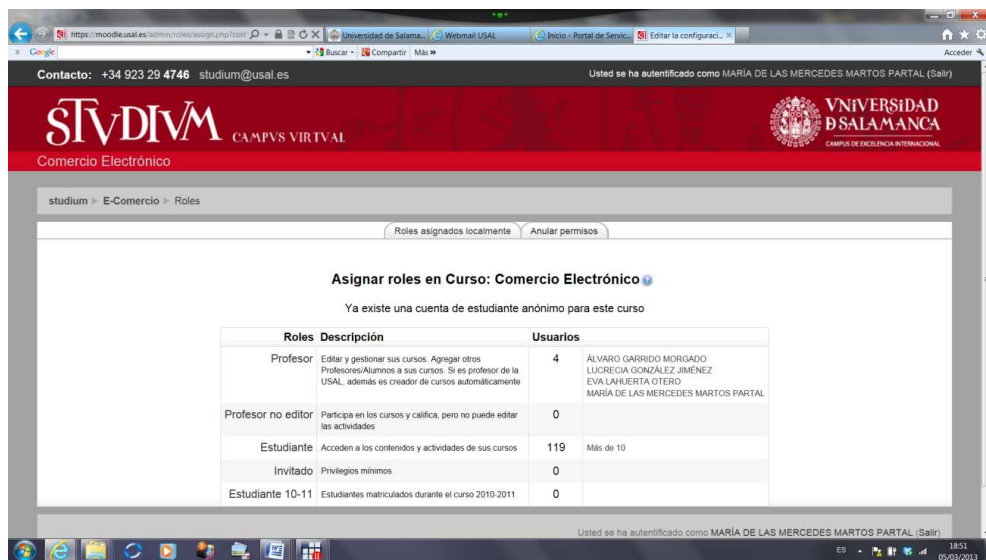 https://moodle.usal.es/admin/roles/assign.php?con
Universidad de Salama...
Webmail USAL
Inicio - Portal de Servic...
Editar la configuraci...
x Google
Buscar
Compartir
Más »
Acceder
Contacto: +34 923 29 4746 studium@usal.es
Usted se ha autentificado como MARÍA DE LAS MERCEDES MARTOS PARTAL (Salir)
STVDIVM CAMPVS VIRTVAL
VNiVERSiDAD
DSALAMANCA
CAMPUS DE EXCELENCIA INTERNACIONAL
Comercio Electrónico
studium ► E-Comercio ► Roles
Roles asignados localmente
Anular permisos
Asignar roles en Curso: Comercio Electrónico
Ya existe una cuenta de estudiante anónimo para este curso
Roles Descripción Usuarios
Profesor Editar y gestionar sus cursos. Agregar otros
Profesores/Alumnos a sus cursos. Si es profesor de la
USAL, además es creador de cursos automáticamente
4
ÁLVARO GARRIDO MORGADO
LUCRECIA GONZÁLEZ JIMÉNEZ
EVA LAHUERTA OTERO
MARÍA DE LAS MERCEDES MARTOS PARTAL
Profesor no editor Participa en los cursos y califica, pero no puede editar
las actividades
0
Estudiante Acceden a los contenidos y actividades de sus cursos 119 Más de 10
Invitado Privilegios mínimos 0
Estudiante 10-11 Estudiantes matriculados durante el curso 2010-2011 0
Usted se ha autentificado como MARÍA DE LAS MERCEDES MARTOS PARTAL (Salir)
ES
18:51
05/03/2013